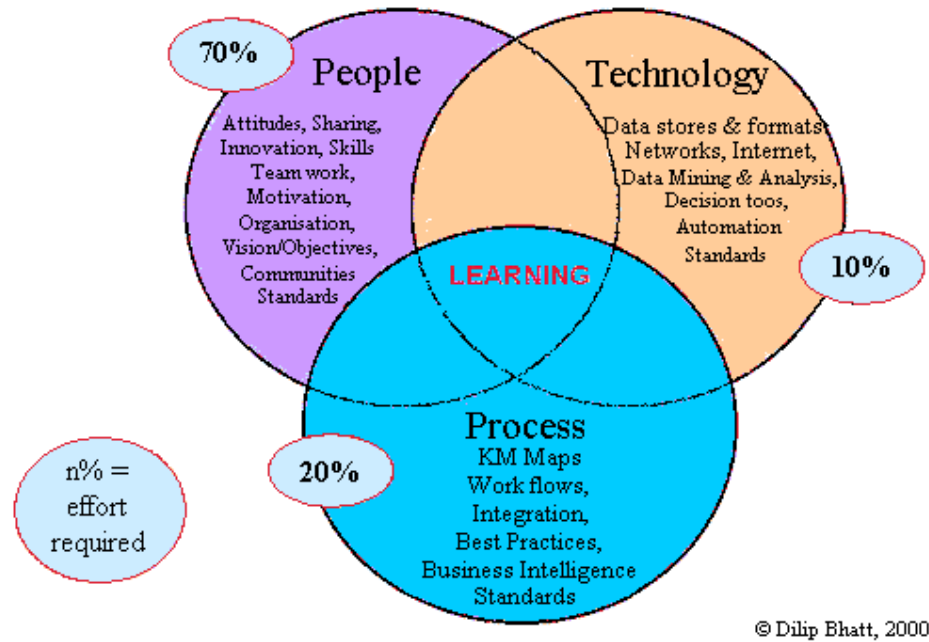 70%
People
Attitudes, Sharing,
Innovation, Skills
Team work,
Motivation,
Organisation,
Vision/Objectives,
Communities
Standards
Technology
Data stores & formats
Networks, Internet,
Data Mining & Analysis,
Decision toos,
Automation
Standards
10%
LEARNING
Process
KM Maps
Work flows,
Integration,
Best Practices,
Business Intelligence
Standards
20%
n% =
effort
required
© Dilip Bhatt, 2000